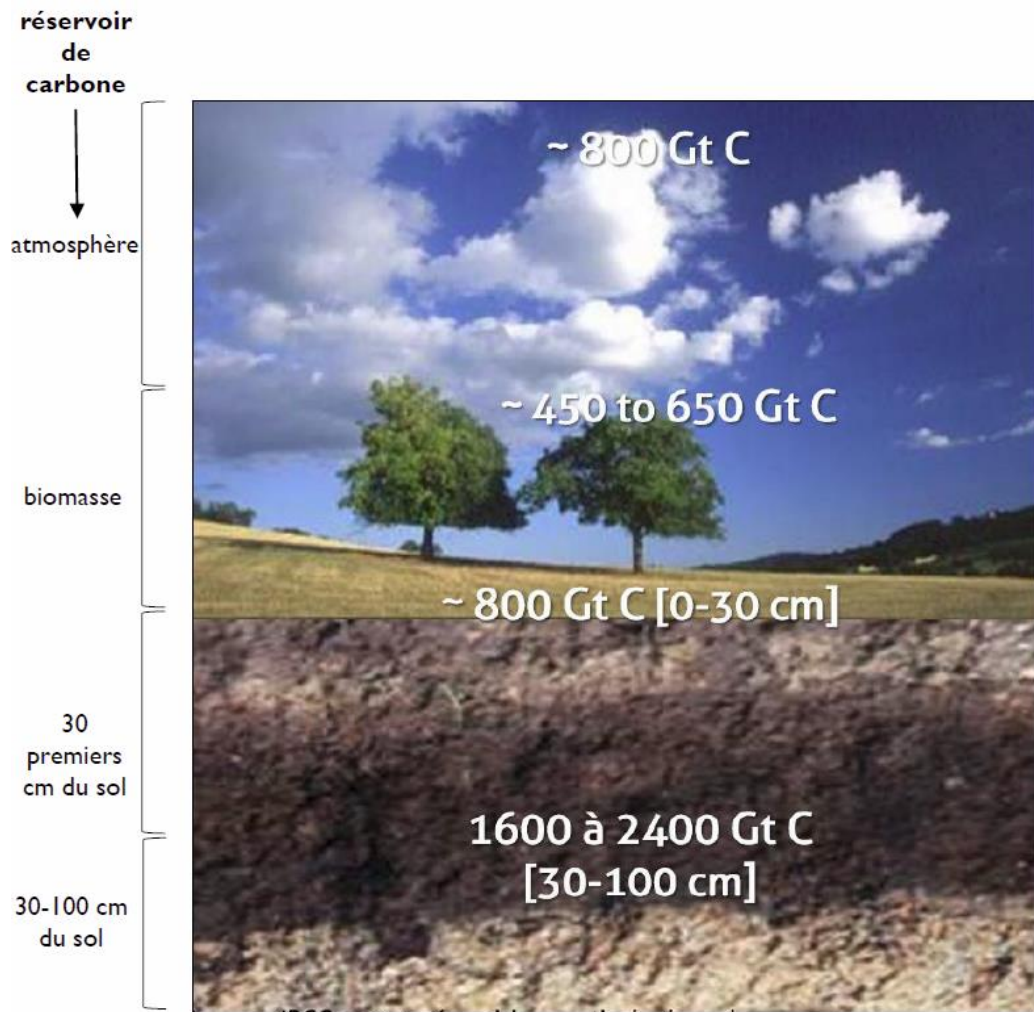 réservoir
de
carbone
atmosphère
~ 800 Gt C
~ 450 to 650 Gt C
biomasse
~ 800 Gt C [0-30 cm]
30
premiers
cm du sol
1600 à 2400 Gt C
[30-100 cm]
30-100 cm
du sol